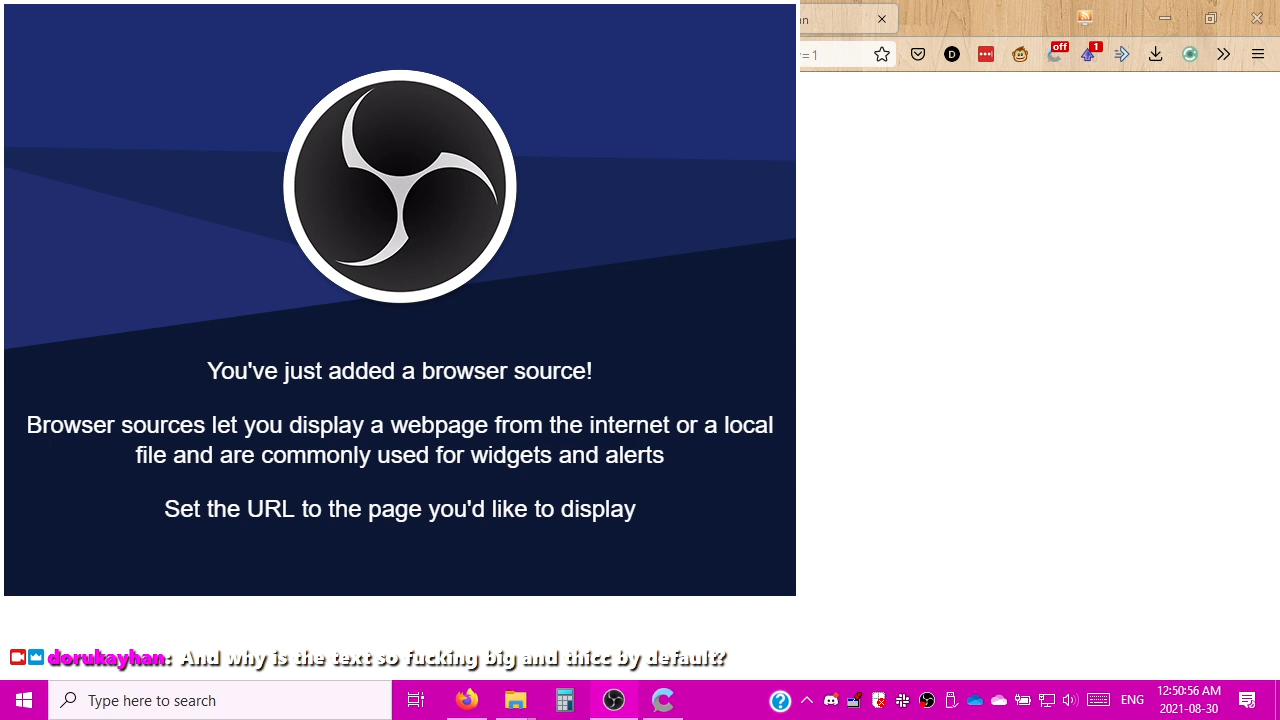 n
=1
off
1
You've just added a browser source!
Browser sources let you display a webpage from the internet or a local
file and are commonly used for widgets and alerts
Set the URL to the page you'd like to display
dorukayhan: And why is the text so fucking big and thicc by default?
Type here to search
ENG
12:50:56 AM
2021-08-30